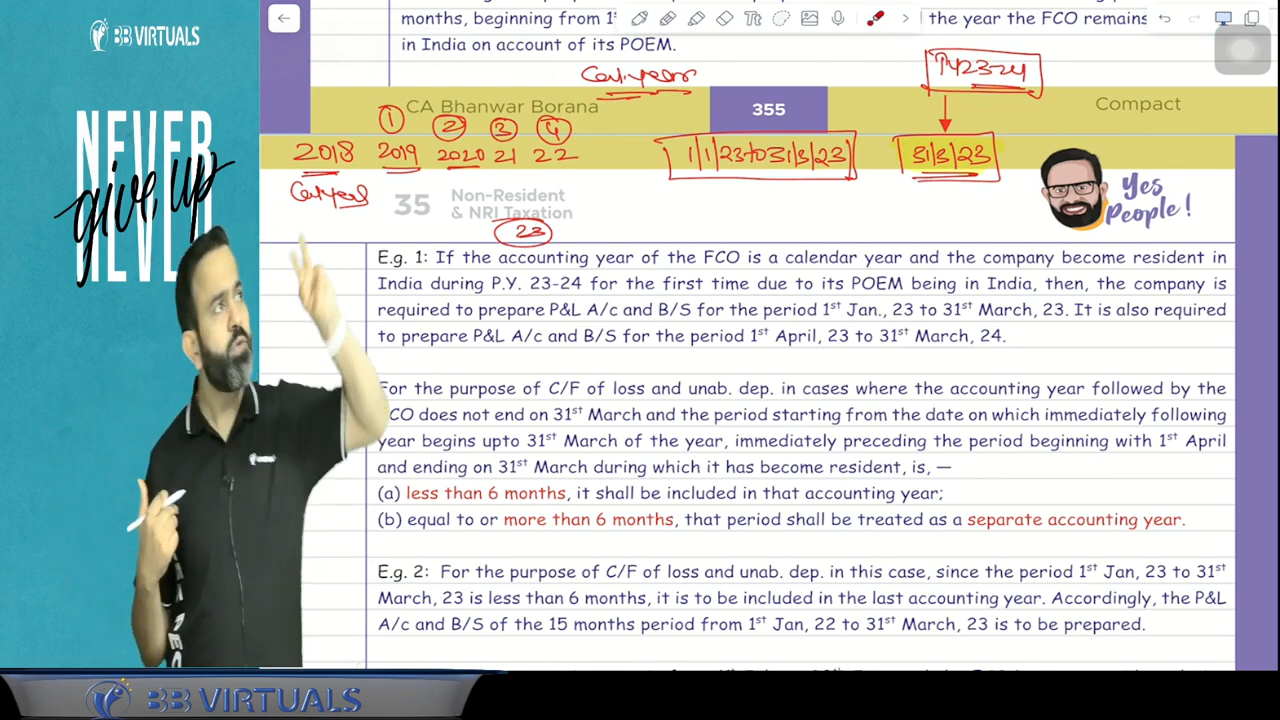 BB VIRTUALS
NEVER
give up
NEVER
months, beginning from 1ˢ
the year the FCO remains
in India on account of its POEM.
Cal. years
PY 23-24
CA Bhanwar Borana
355
Compact
① ② ③ ④
2018 2019 2020 21 22
1/1/23 to 31/3/23
31/3/23
Cal year
35 Non-Resident
& NRI Taxation
23
Yes
People!
E.g. 1: If the accounting year of the FCO is a calendar year and the company become resident in
India during P.Y. 23-24 for the first time due to its POEM being in India, then, the company is
required to prepare P&L A/c and B/S for the period 1ˢᵗ Jan., 23 to 31ˢᵗ March, 23. It is also required
to prepare P&L A/c and B/S for the period 1ˢᵗ April, 23 to 31ˢᵗ March, 24.
For the purpose of C/F of loss and unab. dep. in cases where the accounting year followed by the
CO does not end on 31ˢᵗ March and the period starting from the date on which immediately following
year begins upto 31ˢᵗ March of the year, immediately preceding the period beginning with 1ˢᵗ April
and ending on 31ˢᵗ March during which it has become resident, is, —
(a) less than 6 months, it shall be included in that accounting year;
(b) equal to or more than 6 months, that period shall be treated as a separate accounting year.
E.g. 2: For the purpose of C/F of loss and unab. dep. in this case, since the period 1ˢᵗ Jan, 23 to 31ˢᵗ
March, 23 is less than 6 months, it is to be included in the last accounting year. Accordingly, the P&L
A/c and B/S of the 15 months period from 1ˢᵗ Jan, 22 to 31ˢᵗ March, 23 is to be prepared.
BB VIRTUALS